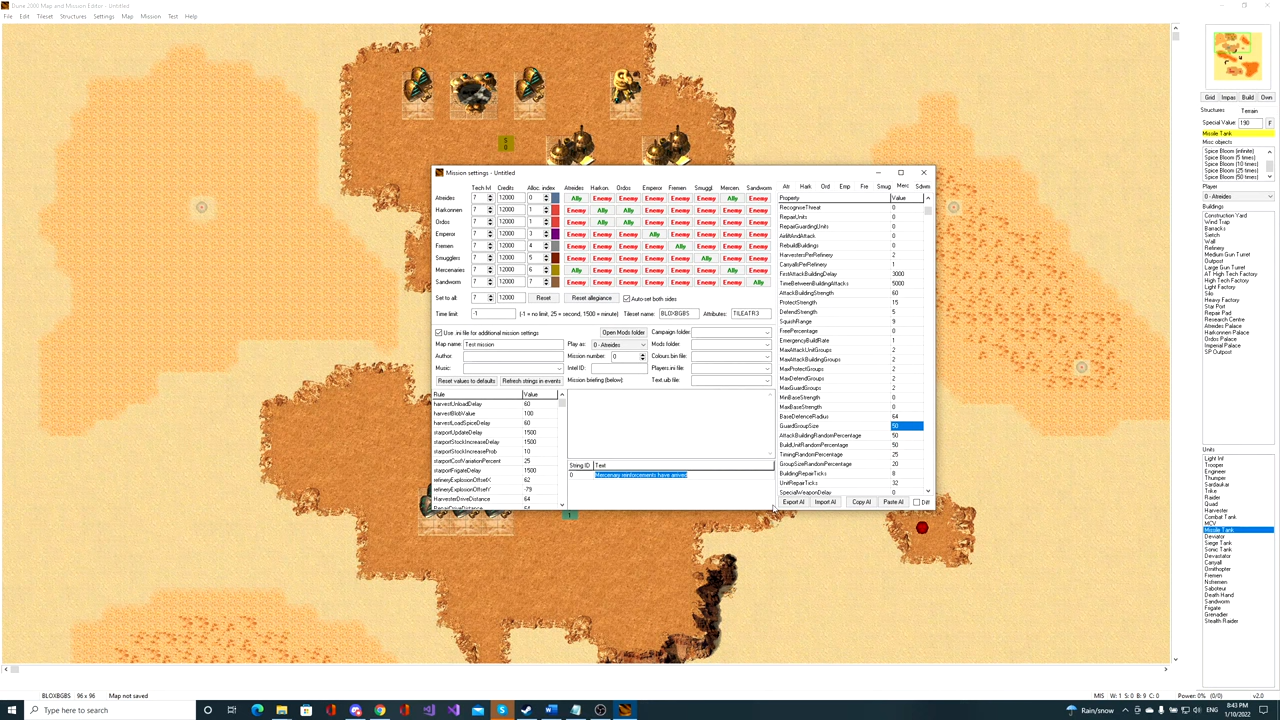 Dune 2000 Map and Mission Editor - Untitled
File Edit Tileset Structures Settings Map Mission Test Help
Mission settings - Untitled
Tech lvl Credits Alloc. index Atreides Harkon. Ordos Emperor Fremen Smuggl. Mercen. Sandworm
Atreides 7 12000 0 Ally Enemy Enemy Enemy Enemy Enemy Ally Enemy
Harkonnen 7 12000 1 Enemy Ally Ally Enemy Enemy Enemy Enemy Enemy
Ordos 7 12000 1 Enemy Ally Ally Enemy Enemy Enemy Enemy Enemy
Emperor 7 12000 3 Enemy Enemy Enemy Ally Enemy Enemy Enemy Enemy
Fremen 7 12000 4 Enemy Enemy Enemy Enemy Ally Enemy Enemy Enemy
Smugglers 7 12000 5 Enemy Enemy Enemy Enemy Enemy Ally Enemy Enemy
Mercenaries 7 12000 6 Ally Enemy Enemy Enemy Enemy Enemy Ally Enemy
Sandworm 7 12000 7 Enemy Enemy Enemy Enemy Enemy Enemy Enemy Ally
Set to all: 7 12000 Reset Reset allegiance Auto-set both sides
Time limit: -1 (-1 = no limit, 25 = second, 1500 = minute) Tileset name: BLOXBGBS Attributes: TILEATR3
Use .ini file for additional mission settings Open Mods folder Campaign folder:
Map name: Test mission Play as: 0 - Atreides Mods folder:
Author: Mission number: 0 Colours.bin file:
Music: Intel ID: Players.ini file:
Reset values to defaults Refresh strings in events Mission briefing (below) Text.uib file:
Rule Value
harvestUnloadDelay 60
harvestBlobValue 100
harvestLoadSpiceDelay 60
starportUpdateDelay 1500
starportStockIncreaseDelay 1500
starportStockIncreaseProb 10
starportCostVariationPercent 25
starportFrigateDelay 1500
refineryExplosionOffsetX 62
refineryExplosionOffsetY -79
HarvesterDriveDistance 64
RepairDriveDistance 64
String ID Text
0 Mercenary reinforcements have arrived
Atr Hark Ord Emp Fre Smug Merc Sdwm
Property Value
RecogniseThreat 0
RepairUnits 0
RepairGuardingUnits 0
AirliftAndAttack 0
RebuildBuildings 0
HarvestersPerRefinery 2
CarryallsPerRefinery 1
FirstAttackBuildingDelay 3000
TimeBetweenBuildingAttacks 5000
AttackBuildingStrength 60
ProtectStrength 15
DefendStrength 5
SquishRange 9
FreePercentage 0
EmergencyBuildRate 1
MaxAttackUnitGroups 2
MaxAttackBuildingGroups 2
MaxProtectGroups 2
MaxDefendGroups 2
MaxGuardGroups 2
MinBaseStrength 0
MaxBaseStrength 0
BaseDefenceRadius 64
GuardGroupSize 50
AttackBuildingRandomPercentage 50
BuildUnitRandomPercentage 50
TimingRandomPercentage 25
GroupSizeRandomPercentage 20
BuildingRepairTicks 8
UnitRepairTicks 32
SpecialWeaponDelay 0
Export AI Import AI Copy AI Paste AI Diff
1
Grid Impas Build Own
Structures Terrain
Special Value: 190 F
Missile Tank
Misc objects
Spice Bloom (infinite)
Spice Bloom (5 times)
Spice Bloom (10 times)
Spice Bloom (25 times)
Spice Bloom (50 times)
Player
0 - Atreides
Buildings
Construction Yard
Wind Trap
Barracks
Sietch
Wall
Refinery
Medium Gun Turret
Outpost
Large Gun Turret
AT High Tech Factory
High Tech Factory
Light Factory
Silo
Heavy Factory
Star Port
Repair Pad
Research Centre
Atreides Palace
Harkonnen Palace
Ordos Palace
Imperial Palace
SP Outpost
Units
Light Inf
Trooper
Engineer
Thumper
Sardaukar
Trike
Raider
Quad
Harvester
Combat Tank
MCV
Missile Tank
Deviator
Siege Tank
Sonic Tank
Devastator
Carryall
Ornithopter
Fremen
Nsfremen
Saboteur
Death Hand
Sandworm
Frigate
Grenadier
Stealth Raider
BLOXBGBS 96 x 96 Map not saved MIS W: 1 S: 0 B: 9 C: 0 Power: 0% (0/0) v2.0
Type here to search Rain/snow 8:43 PM
1/10/2022